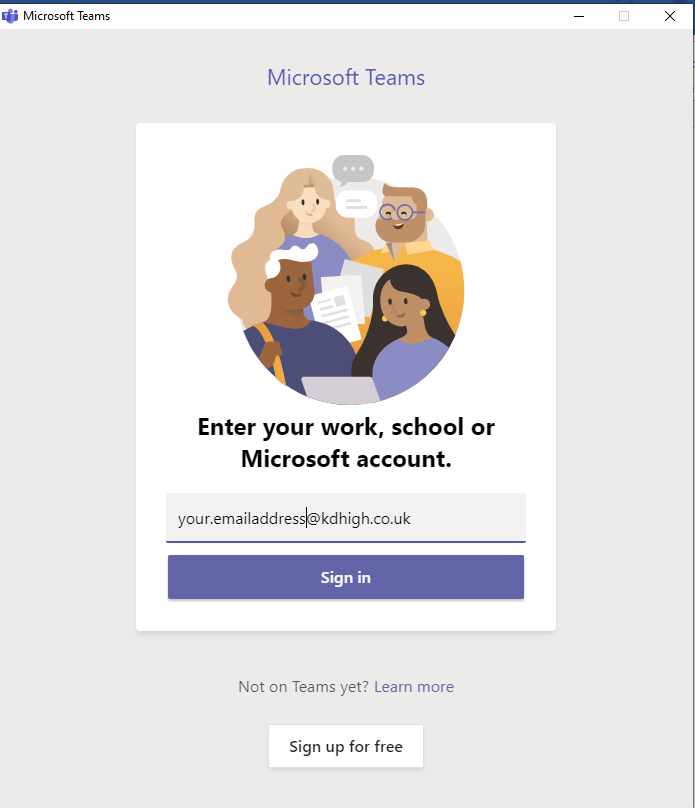 Microsoft Teams
Microsoft Teams
Enter your work, school or
Microsoft account.
your.emailaddress@kdhigh.co.uk
Sign in
Not on Teams yet? Learn more
Sign up for free